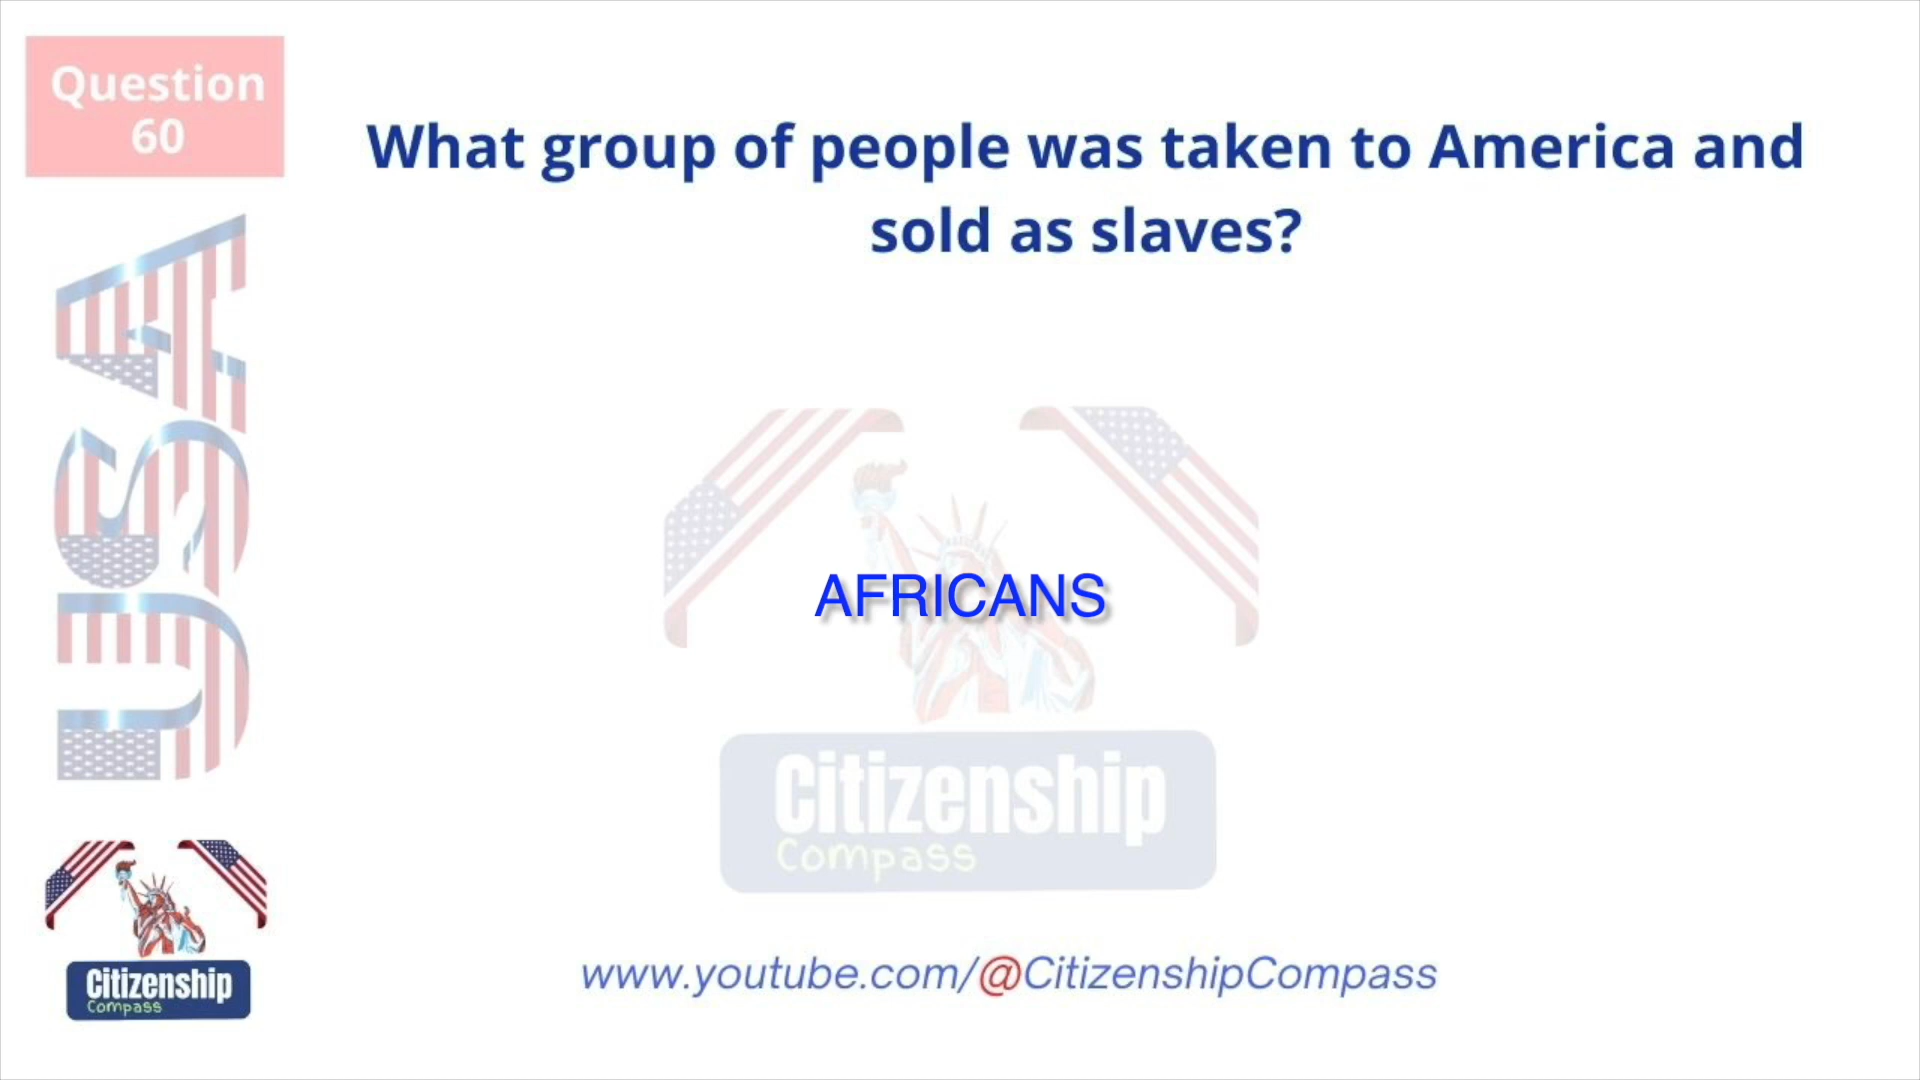 Question
60
What group of people was taken to America and
sold as slaves?
USA
AFRICANS
Citizenship
Compass
Citizenship
Compass
www.youtube.com/@CitizenshipCompass